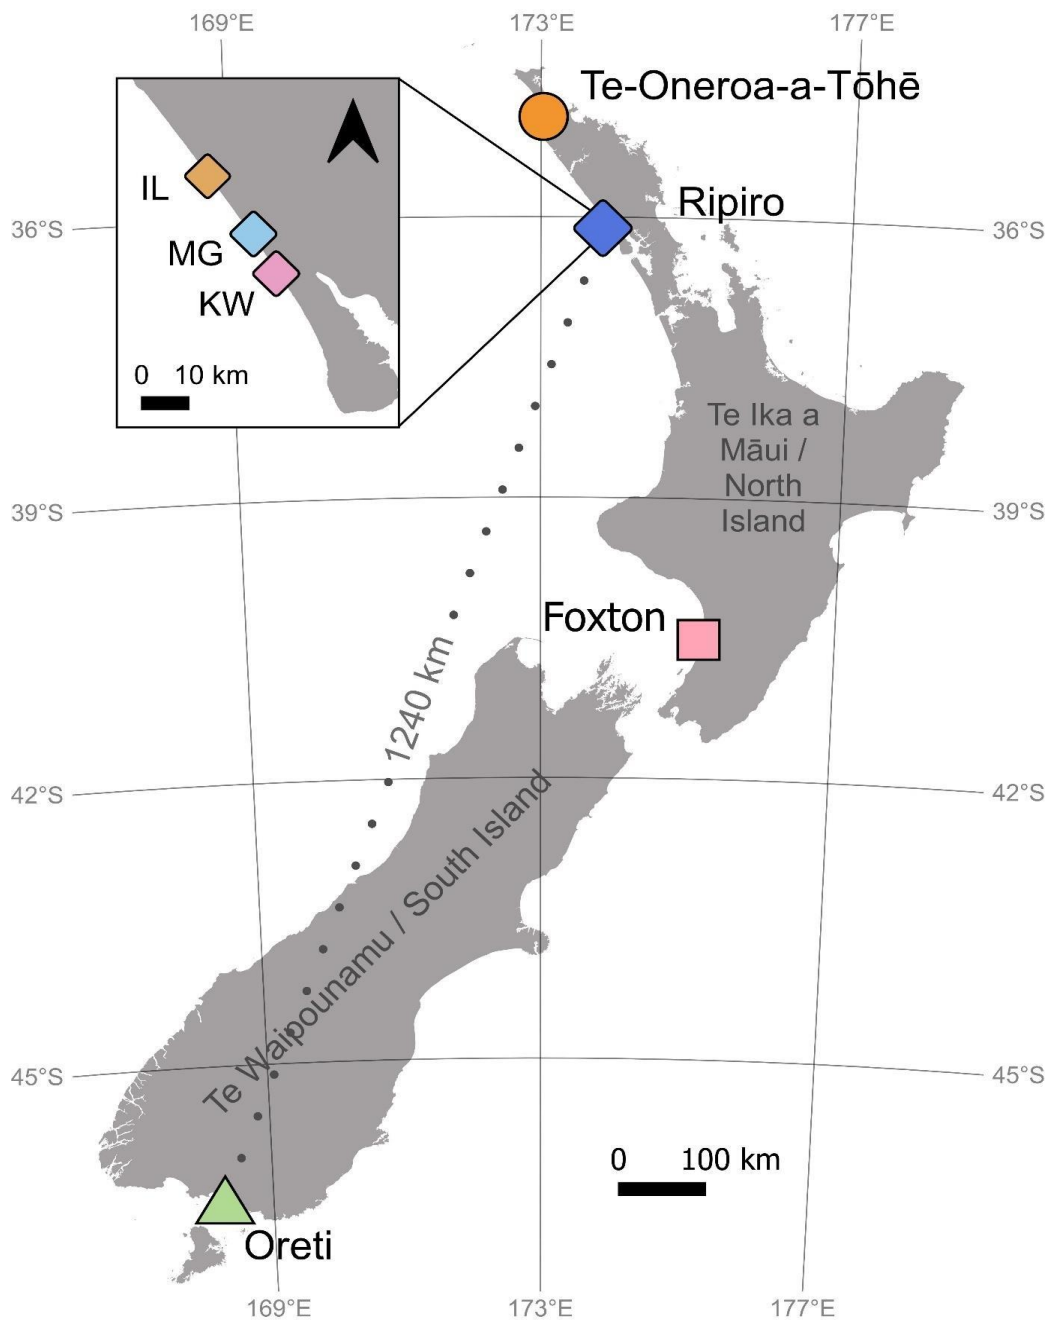 169°E
173°E
177°E
Te-Oneroa-a-Tōhē
IL
MG
KW
0 10 km
Ripiro
36°S
36°S
Te Ika a
Māui /
North
Island
39°S
39°S
Foxton
1240 km
42°S
42°S
Te Waipounamu / South Island
45°S
45°S
0 100 km
Oreti
169°E
173°E
177°E